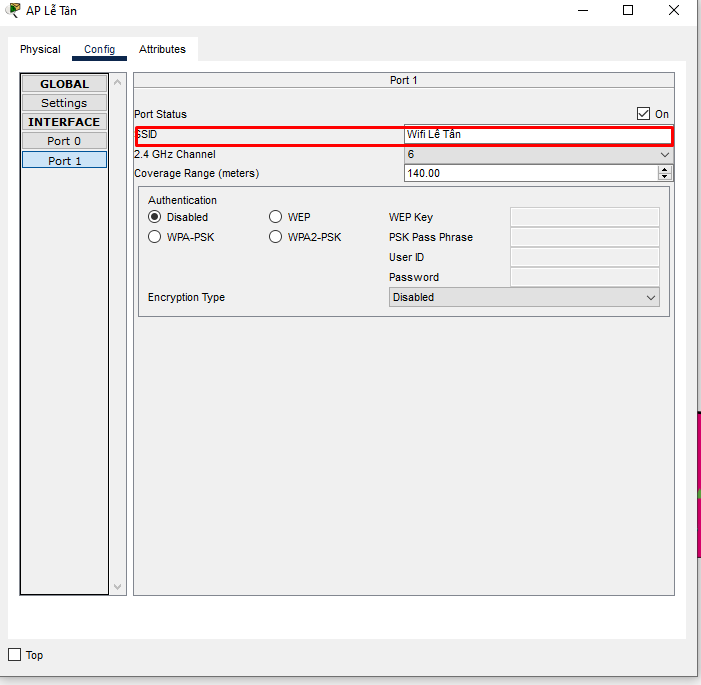 AP Lễ Tân
Physical Config Attributes
GLOBAL
Settings
INTERFACE
Port 0
Port 1
Port 1
Port Status On
SSID Wifi Lễ Tân
2.4 GHz Channel 6
Coverage Range (meters) 140.00
Authentication
Disabled WEP WEP Key
WPA-PSK WPA2-PSK PSK Pass Phrase
User ID
Password
Encryption Type Disabled
Top